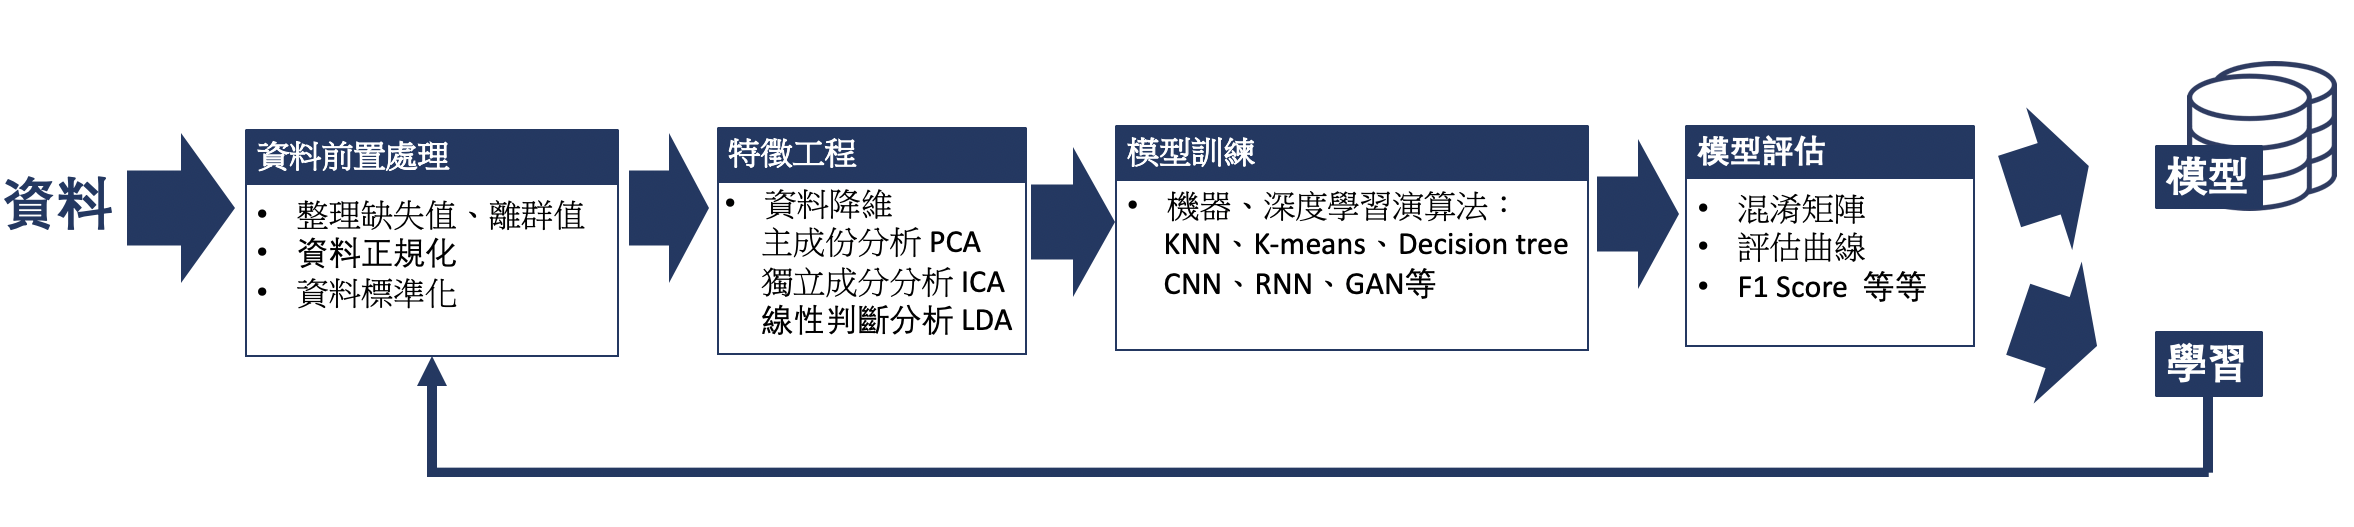 資料
資料前置處理
• 整理缺失值、離群值
• 資料正規化
• 資料標準化
特徵工程
• 資料降維
主成份分析 PCA
獨立成分分析 ICA
線性判斷分析 LDA
模型訓練
• 機器、深度學習演算法：
KNN、K-means、Decision tree
CNN、RNN、GAN等
模型評估
• 混淆矩陣
• 評估曲線
• F1 Score 等等
模型
學習